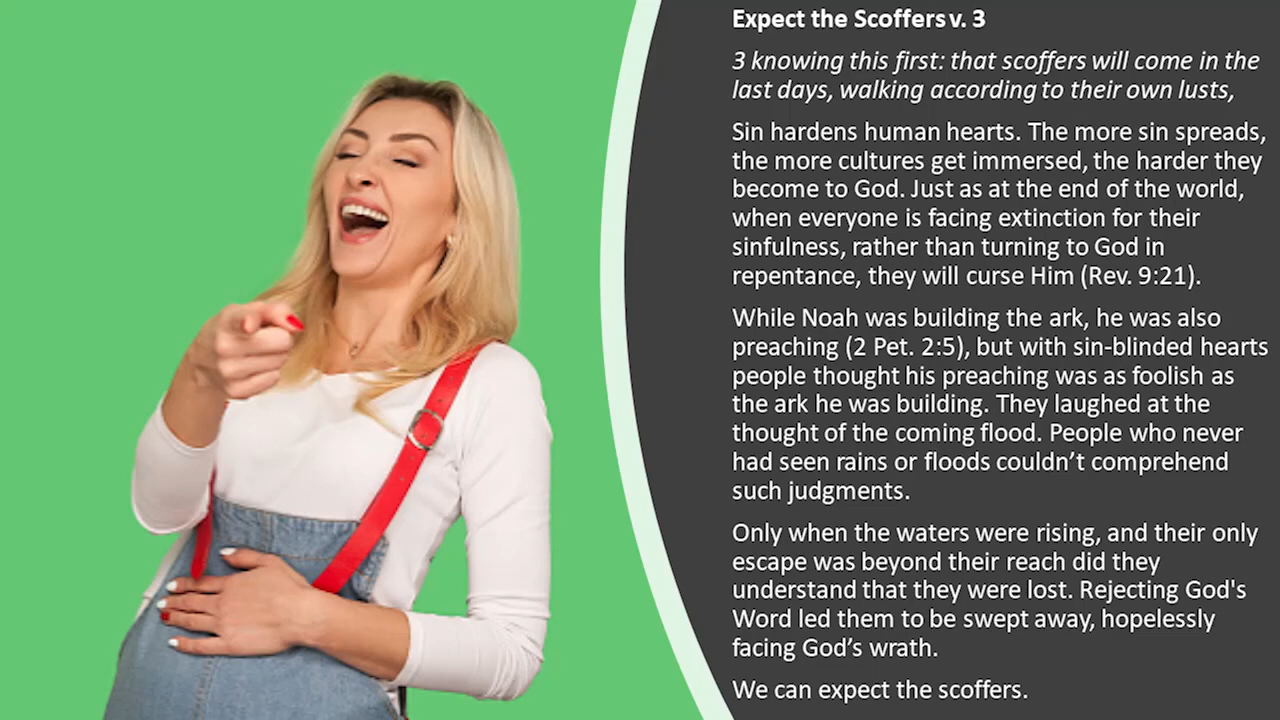 Expect the Scoffers v. 3
3 knowing this first: that scoffers will come in the
last days, walking according to their own lusts,
Sin hardens human hearts. The more sin spreads,
the more cultures get immersed, the harder they
become to God. Just as at the end of the world,
when everyone is facing extinction for their
sinfulness, rather than turning to God in
repentance, they will curse Him (Rev. 9:21).
While Noah was building the ark, he was also
preaching (2 Pet. 2:5), but with sin-blinded hearts
people thought his preaching was as foolish as
the ark he was building. They laughed at the
thought of the coming flood. People who never
had seen rains or floods couldn’t comprehend
such judgments.
Only when the waters were rising, and their only
escape was beyond their reach did they
understand that they were lost. Rejecting God's
Word led them to be swept away, hopelessly
facing God’s wrath.
We can expect the scoffers.